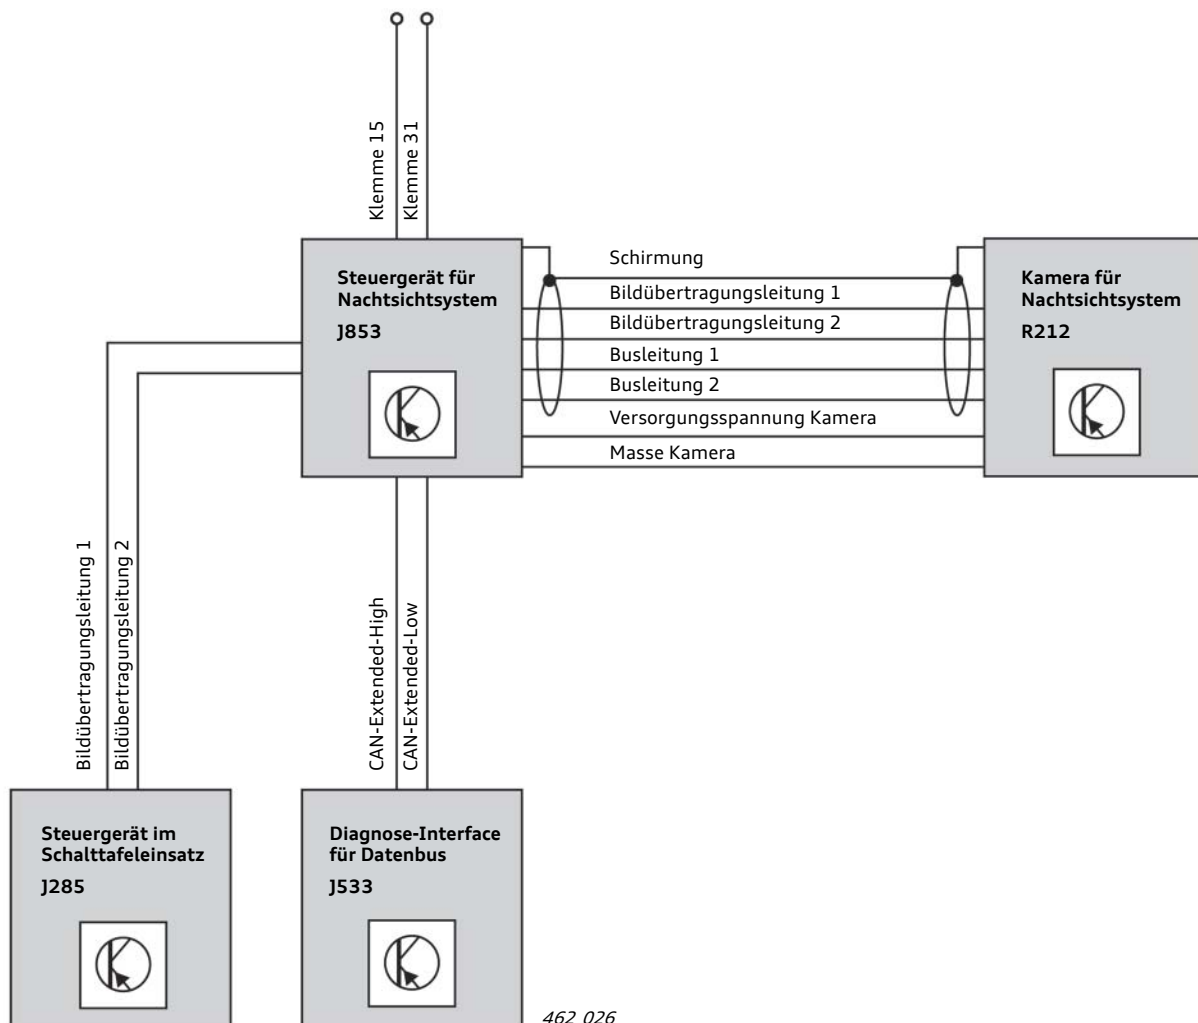 Klemme 15
Klemme 31
Steuergerät für
Nachtsichtsystem
J853
Schirmung
Bildübertragungsleitung 1
Bildübertragungsleitung 2
Busleitung 1
Busleitung 2
Versorgungsspannung Kamera
Masse Kamera
Kamera für
Nachtsichtsystem
R212
Bildübertragungsleitung 1
Bildübertragungsleitung 2
CAN-Extended-High
CAN-Extended-Low
Steuergerät im
Schalttafeleinsatz
J285
Diagnose-Interface
für Datenbus
J533
462_026